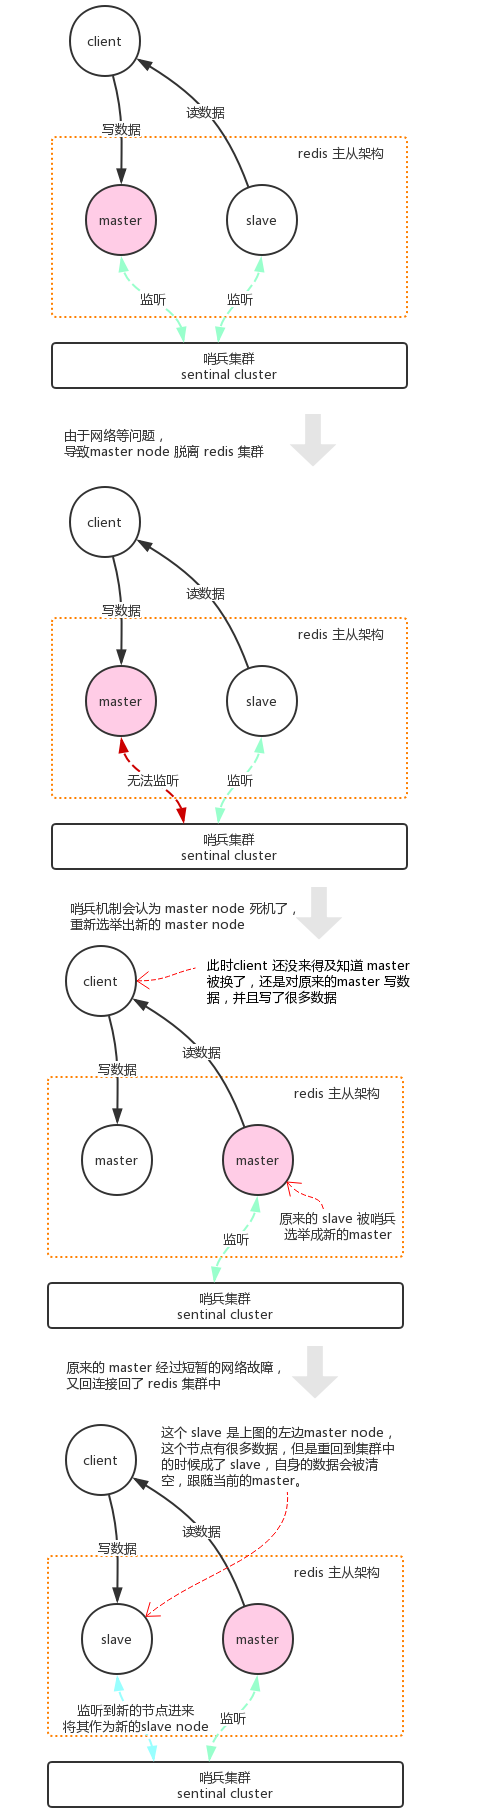 client
读数据
写数据
redis 主从架构
master
slave
监听
监听
哨兵集群
sentinal cluster
由于网络等问题，
导致master node 脱离 redis 集群
client
读数据
写数据
redis 主从架构
master
slave
无法监听
监听
哨兵集群
sentinal cluster
哨兵机制会认为 master node 死机了，
重新选举出新的 master node
client
此时client 还没来得及知道 master
被换了，还是对原来的master 写数
据，并且写了很多数据
读数据
写数据
redis 主从架构
master
master
原来的 slave 被哨兵
选举成新的master
监听
哨兵集群
sentinal cluster
原来的 master 经过短暂的网络故障，
又回连接回了 redis 集群中
client
这个 slave 是上图的左边master node，
这个节点有很多数据，但是重回到集群中
的时候成了 slave，自身的数据会被清
空，跟随当前的master。
读数据
写数据
redis 主从架构
slave
master
监听到新的节点进来
将其作为新的slave node
监听
哨兵集群
sentinal cluster